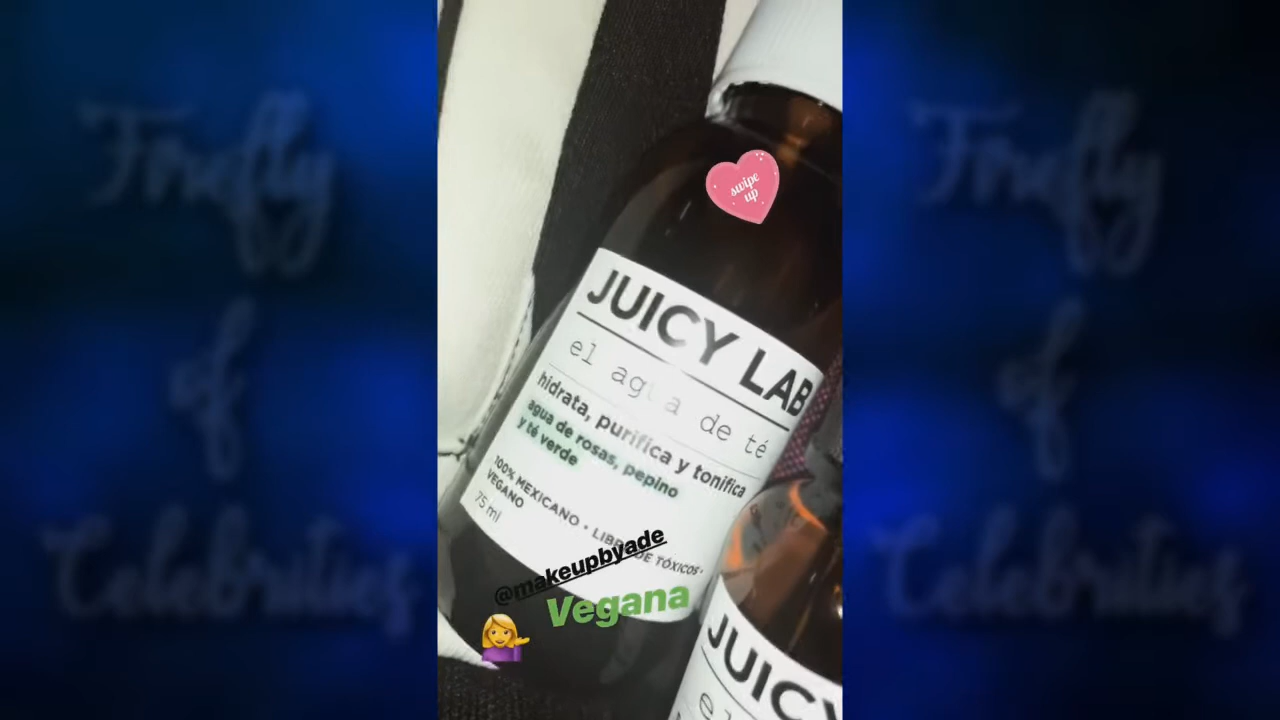 Firefly
of
Celebrities
swipe
up
JUICY LAB
el agua de té
hidrata, purifica y tonifica
agua de rosas, pepino
y té verde
100% MEXICANO • LIBRE DE TÓXICOS •
VEGANO
75 ml
@makeupbyade
Vegana
JUICY
el
Firefly
of
Celebrities